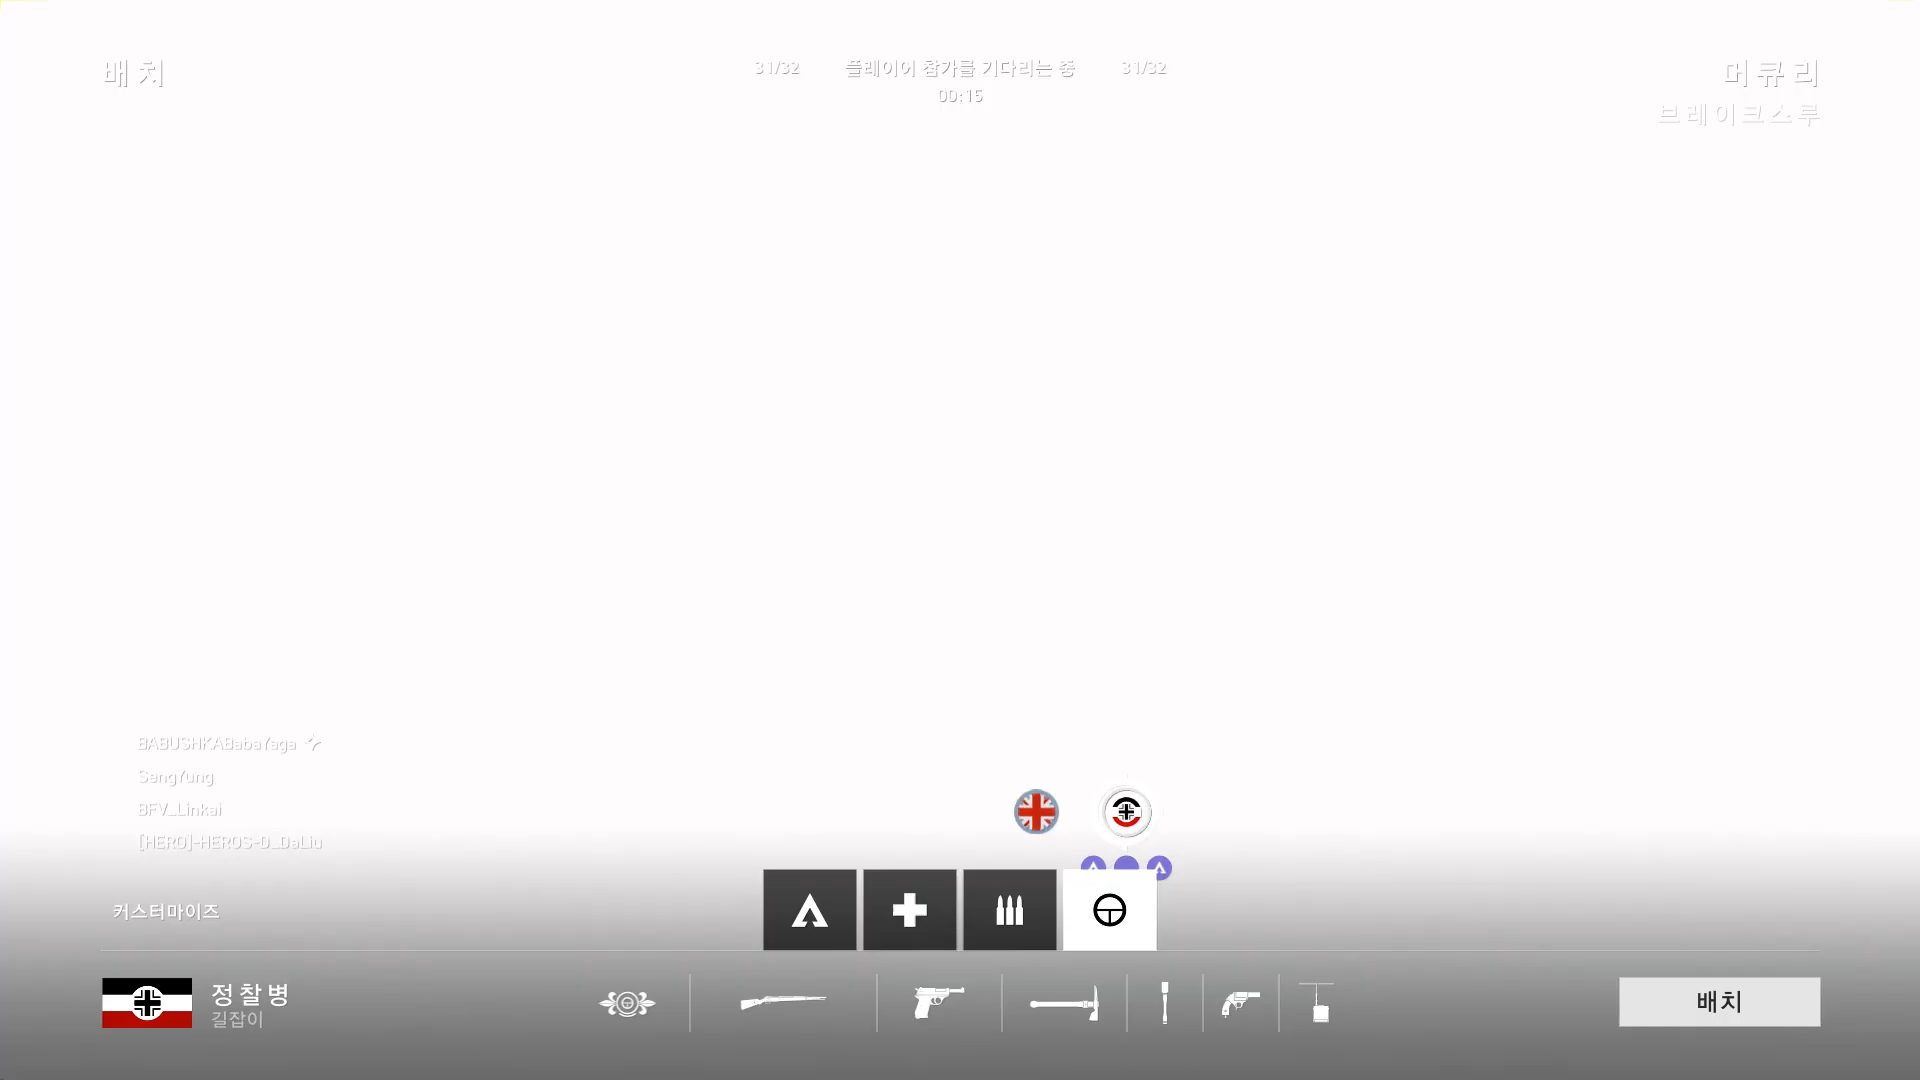 배치
31/32 플레이어 참가를 기다리는 중 31/32
00:15
머큐리
브레이크스루
BABUSHKABabaYaga
SengYung
BFV_Linkai
[HERO]-HEROS-D_DaLiu
커스터마이즈
정찰병
길잡이
배치